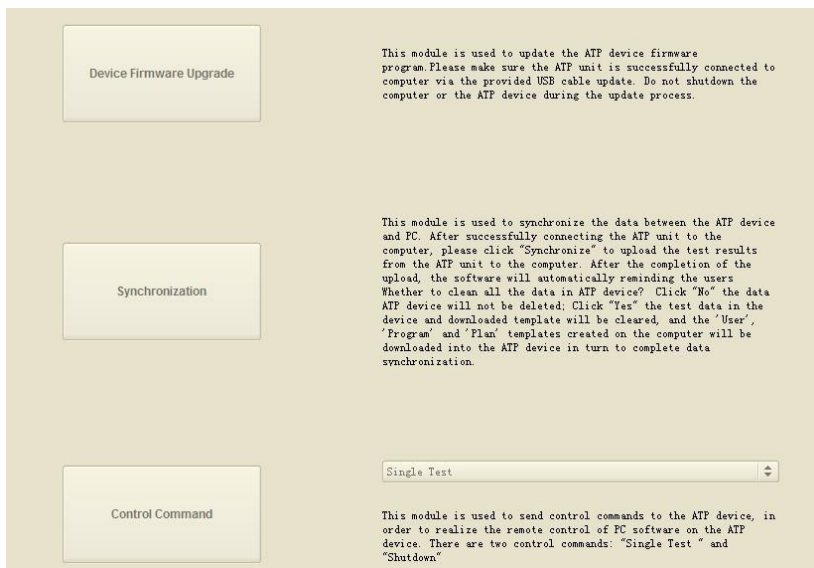 Device Firmware Upgrade
This module is used to update the ATP device firmware
program.Please make sure the ATP unit is successfully connected to
computer via the provided USB cable update. Do not shutdown the
computer or the ATP device during the update process.
Synchronization
This module is used to synchronize the data between the ATP device
and PC. After successfully connecting the ATP unit to the
computer, please click "Synchronize" to upload the test results
from the ATP unit to the computer. After the completion of the
upload, the software will automatically reminding the users
Whether to clean all the data in ATP device? Click "No" the data
ATP device will not be deleted; Click "Yes" the test data in the
device and downloaded template will be cleared, and the 'User',
'Program' and 'Plan' templates created on the computer will be
downloaded into the ATP device in turn to complete data
synchronization.
Control Command
Single Test
This module is used to send control commands to the ATP device, in
order to realize the remote control of PC software on the ATP
device. There are two control commands: "Single Test " and
"Shutdown"